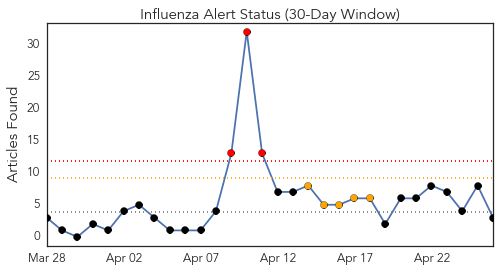 Influenza Alert Status (30-Day Window)
Articles Found
30
25
20
15
10
5
0
Mar 28 Apr 02 Apr 07 Apr 12 Apr 17 Apr 22